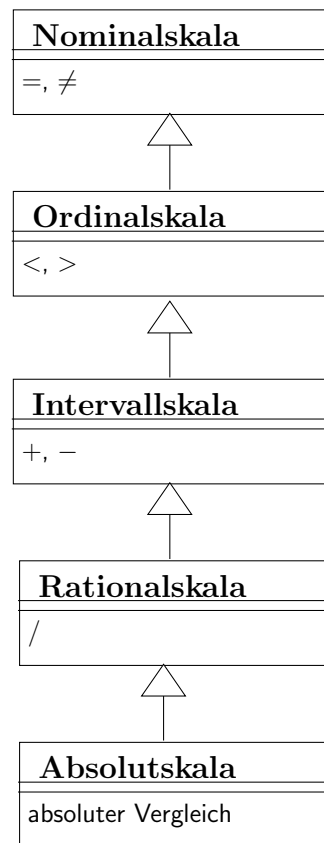 Nominalskala
=, ≠
Ordinalskala
<, >
Intervallskala
+, −
Rationalskala
/
Absolutskala
absoluter Vergleich